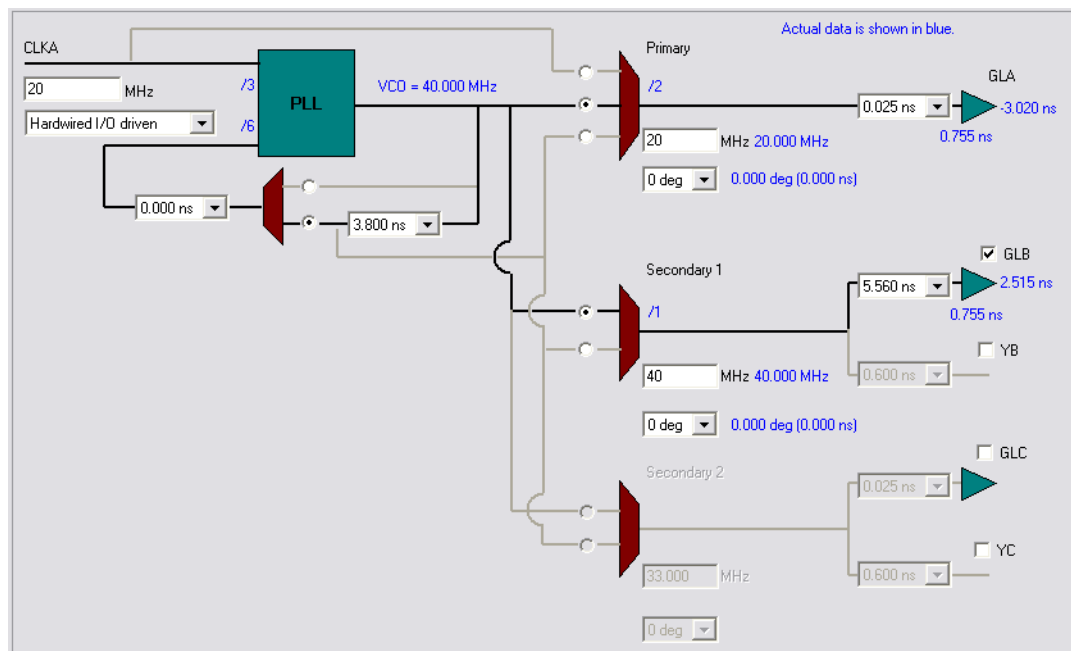 Actual data is shown in blue.
CLKA
Primary
GLA
20 MHz
/3
PLL
VCO = 40.000 MHz
/2
0.025 ns
-3.020 ns
Hardwired I/O driven
/6
0.755 ns
20 MHz 20.000 MHz
0 deg 0.000 deg (0.000 ns)
0.000 ns
3.800 ns
Secondary 1
GLB
5.560 ns
2.515 ns
/1
0.755 ns
YB
40 MHz 40.000 MHz
0.600 ns
0 deg 0.000 deg (0.000 ns)
GLC
Secondary 2
0.025 ns
YC
33.000 MHz
0.600 ns
0 deg